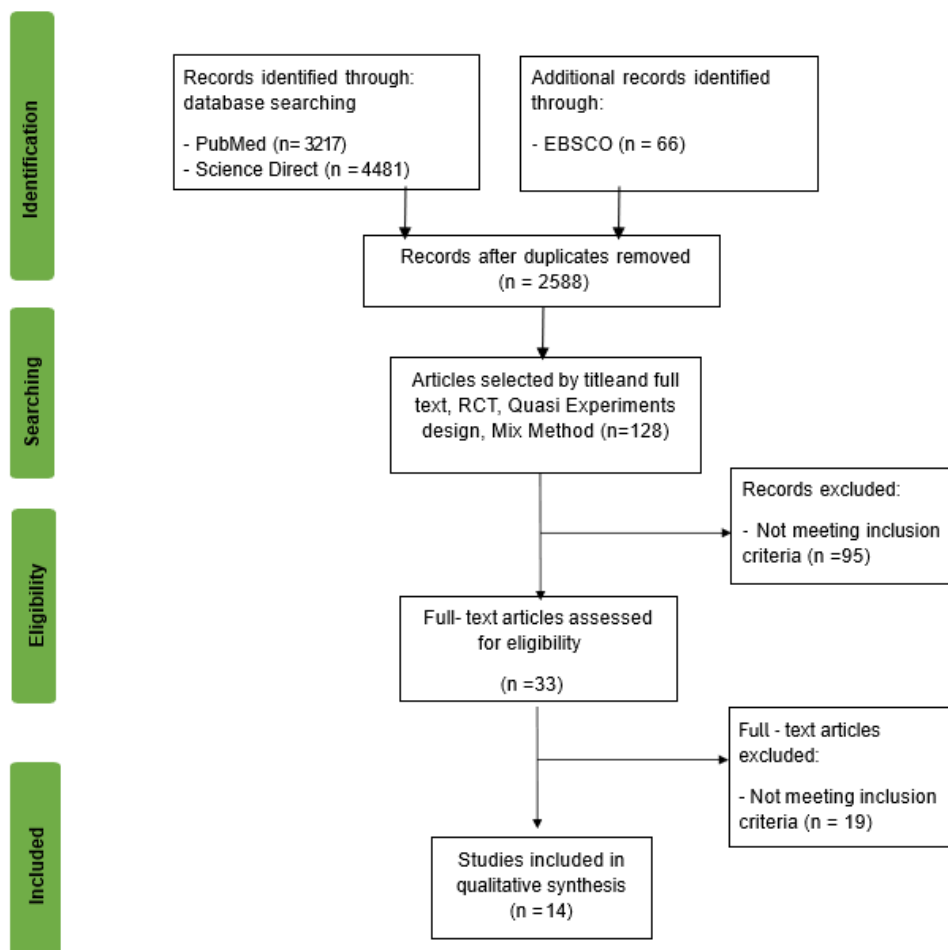 Identification
Records identified through:
database searching
- PubMed (n= 3217)
- Science Direct (n = 4481)
Additional records identified
through:
- EBSCO (n = 66)
Records after duplicates removed
(n = 2588)
Searching
Articles selected by titleand full
text, RCT, Quasi Experiments
design, Mix Method (n=128)
Records excluded:
- Not meeting inclusion
criteria (n =95)
Eligibility
Full- text articles assessed
for eligibility
(n =33)
Full - text articles
excluded:
- Not meeting inclusion
criteria (n = 19)
Included
Studies included in
qualitative synthesis
(n = 14)